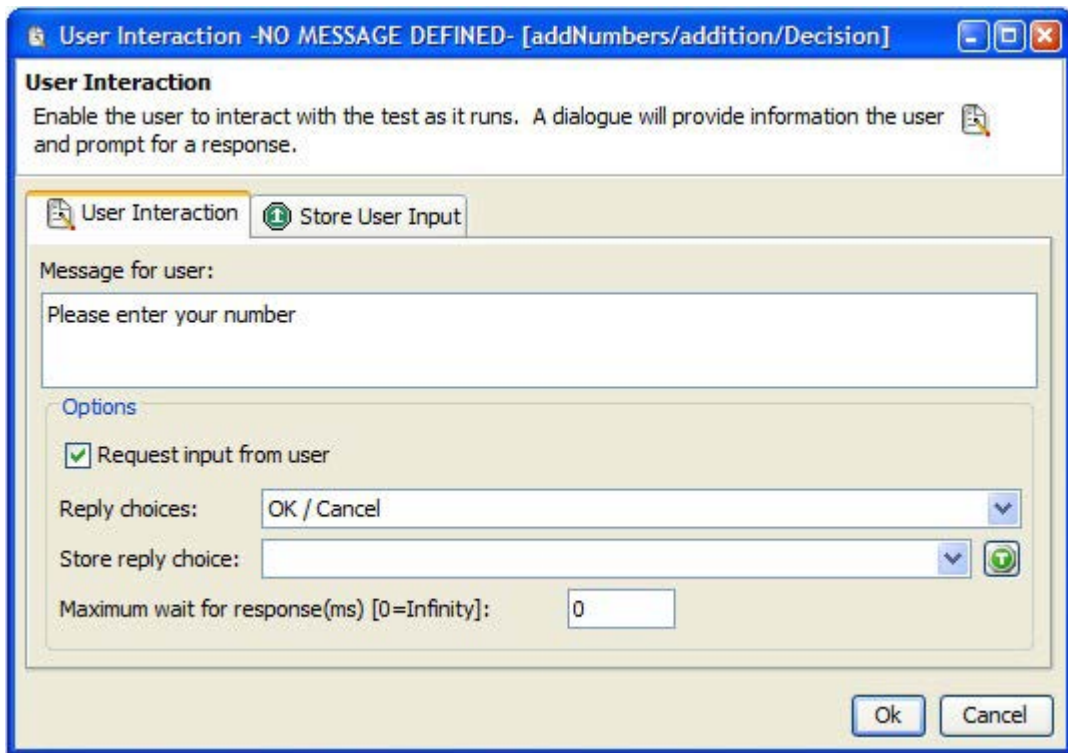 User Interaction -NO MESSAGE DEFINED- [addNumbers/addition/Decision]
User Interaction
Enable the user to interact with the test as it runs.  A dialogue will provide information the user
and prompt for a response.
User Interaction
Store User Input
Message for user:
Please enter your number
Options
Request input from user
Reply choices:
OK / Cancel
Store reply choice:
Maximum wait for response(ms) [0=Infinity]:
0
Ok
Cancel